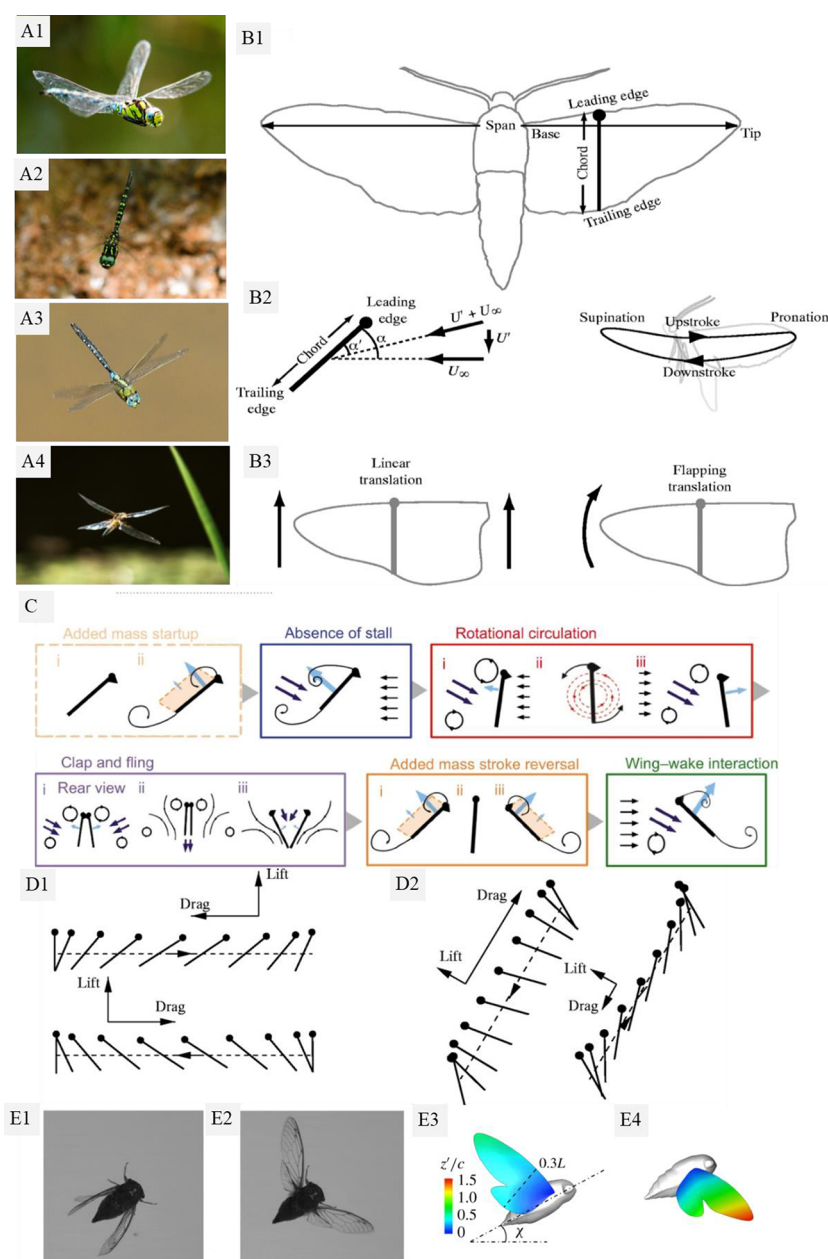 A1
A2
A3
A4
B1
Leading edge
Span
Base
Tip
Chord
Trailing edge
B2
Leading
edge
Chord
α′
α
U′ + U∞
U′
U∞
Trailing
edge
Supination
Upstroke
Pronation
Downstroke
B3
Linear
translation
Flapping
translation
C
Added mass startup
i
ii
Absence of stall
Rotational circulation
i
ii
iii
Clap and fling
i
Rear view
ii
iii
Added mass stroke reversal
i
ii
iii
Wing–wake interaction
D1
Lift
Drag
Lift
Drag
D2
Drag
Lift
Lift
Drag
E1
E2
E3
z′/c
1.5
1.0
0.5
0
0.3L
χ
E4